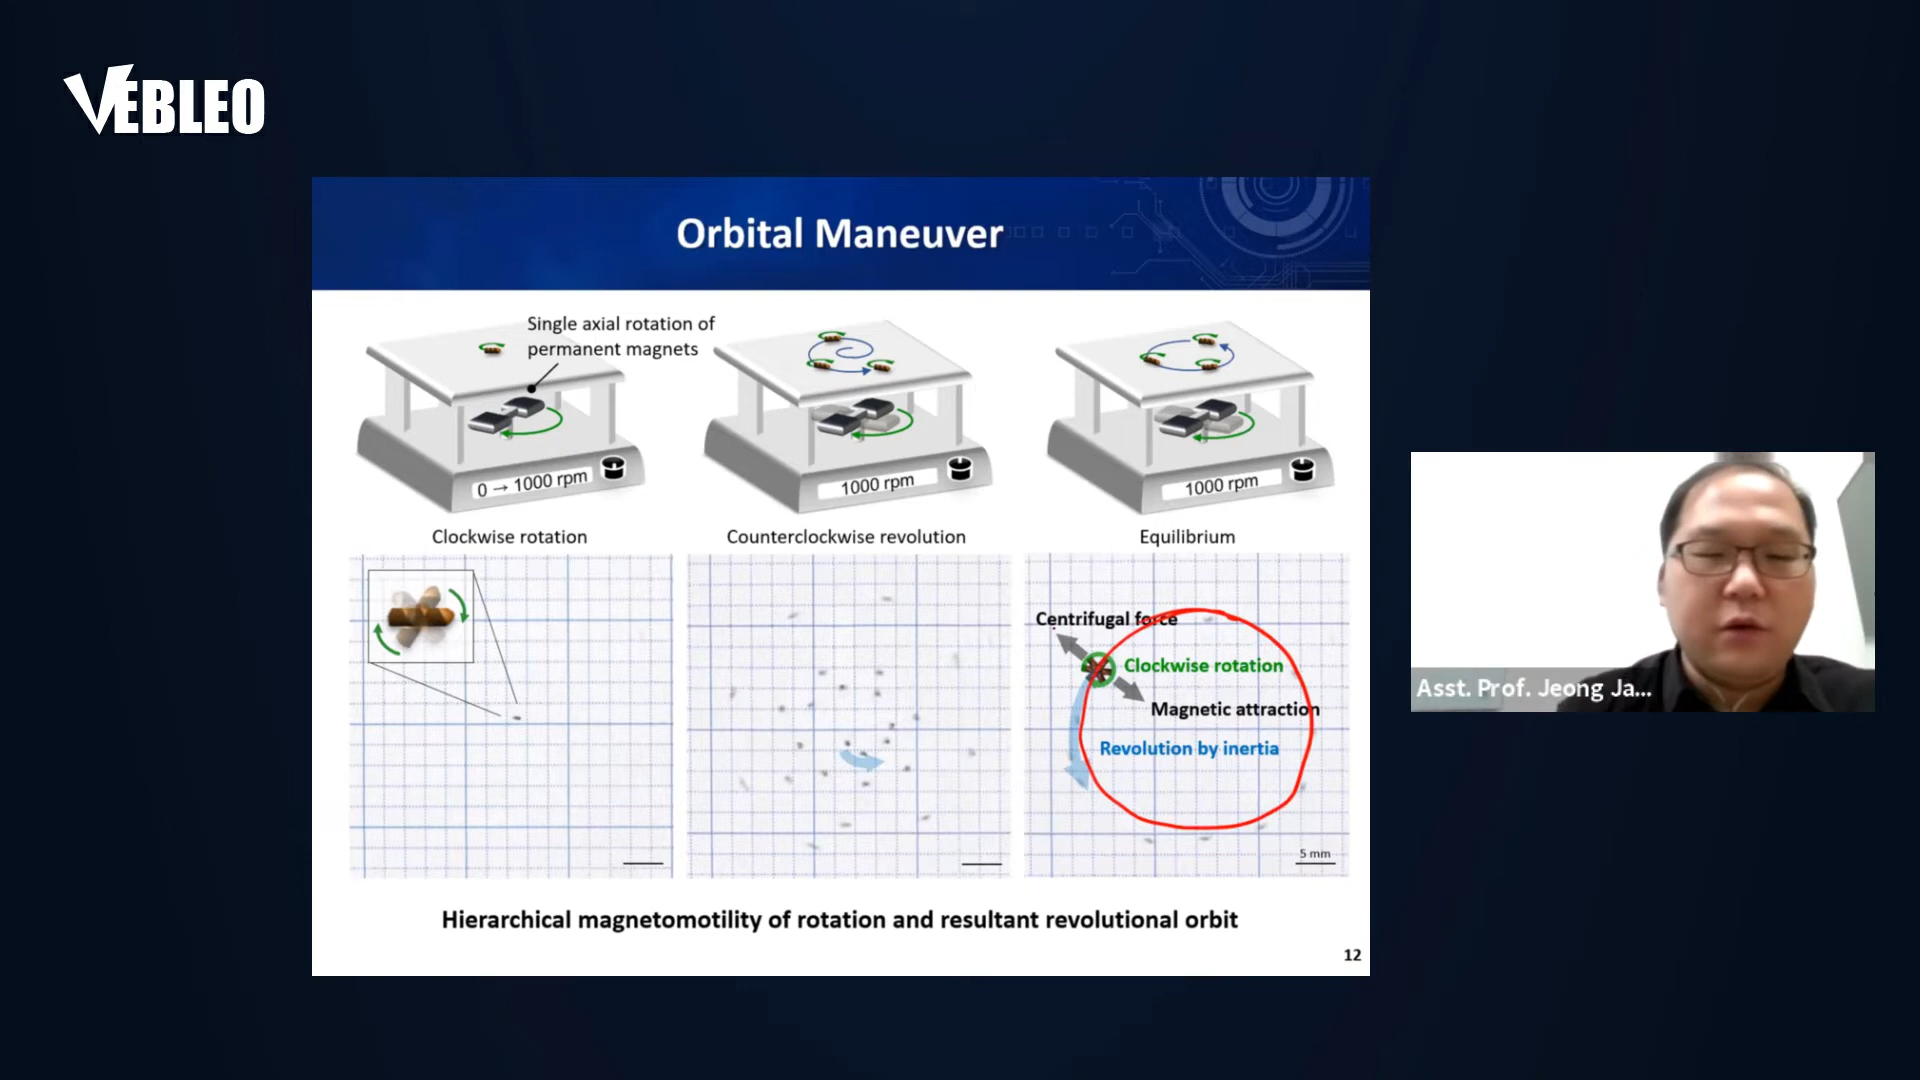 VEBLEO
Orbital Maneuver
Single axial rotation of
permanent magnets
0 → 1000 rpm
1000 rpm
1000 rpm
Clockwise rotation
Counterclockwise revolution
Equilibrium
Centrifugal force
Clockwise rotation
Magnetic attraction
Revolution by inertia
5 mm
Hierarchical magnetomotility of rotation and resultant revolutional orbit
12
Asst. Prof. Jeong Ja...